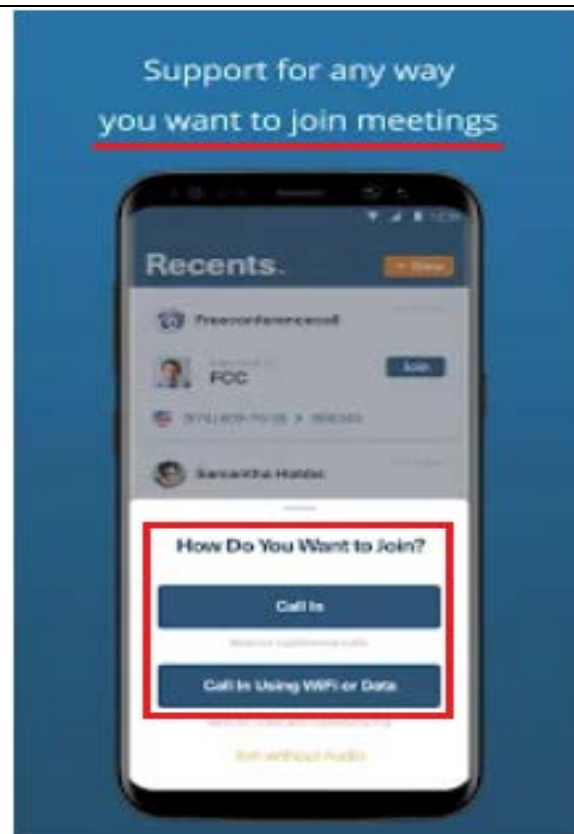 Support for any way
you want to join meetings
Recents.
Freeconferencecall
FCC
Join
Samantha Hobbs
How Do You Want to Join?
Call In
Call In Using WiFi or Data
Join without Audio